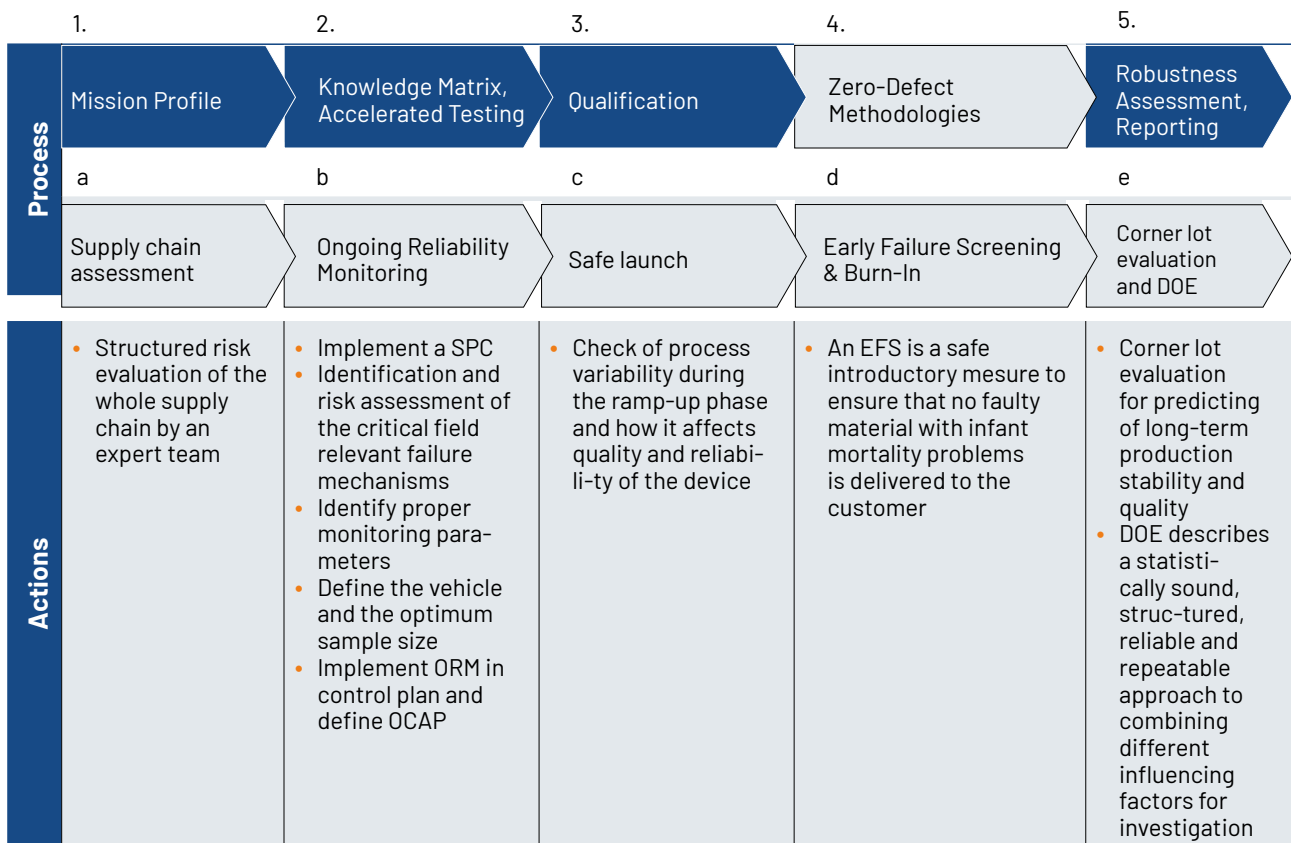 1.
2.
3.
4.
5.
Process
Mission Profile
Knowledge Matrix,
Accelerated Testing
Qualification
Zero-Defect
Methodologies
Robustness
Assessment,
Reporting
a
b
c
d
e
Supply chain
assessment
Ongoing Reliability
Monitoring
Safe launch
Early Failure Screening
& Burn-In
Corner lot
evaluation
and DOE
Actions
• Structured risk
evaluation of the
whole supply
chain by an
expert team
• Implement a SPC
• Identification and
risk assessment of
the critical field
relevant failure
mechanisms
• Identify proper
monitoring para-
meters
• Define the vehicle
and the optimum
sample size
• Implement ORM in
control plan and
define OCAP
• Check of process
variability during
the ramp-up phase
and how it affects
quality and reliabi-
li-ty of the device
• An EFS is a safe
introductory mesure to
ensure that no faulty
material with infant
mortality problems
is delivered to the
customer
• Corner lot
evaluation
for predicting
of long-term
production
stability and
quality
• DOE describes
a statisti-
cally sound,
struc-tured,
reliable and
repeatable
approach to
combining
different
influencing
factors for
investigation